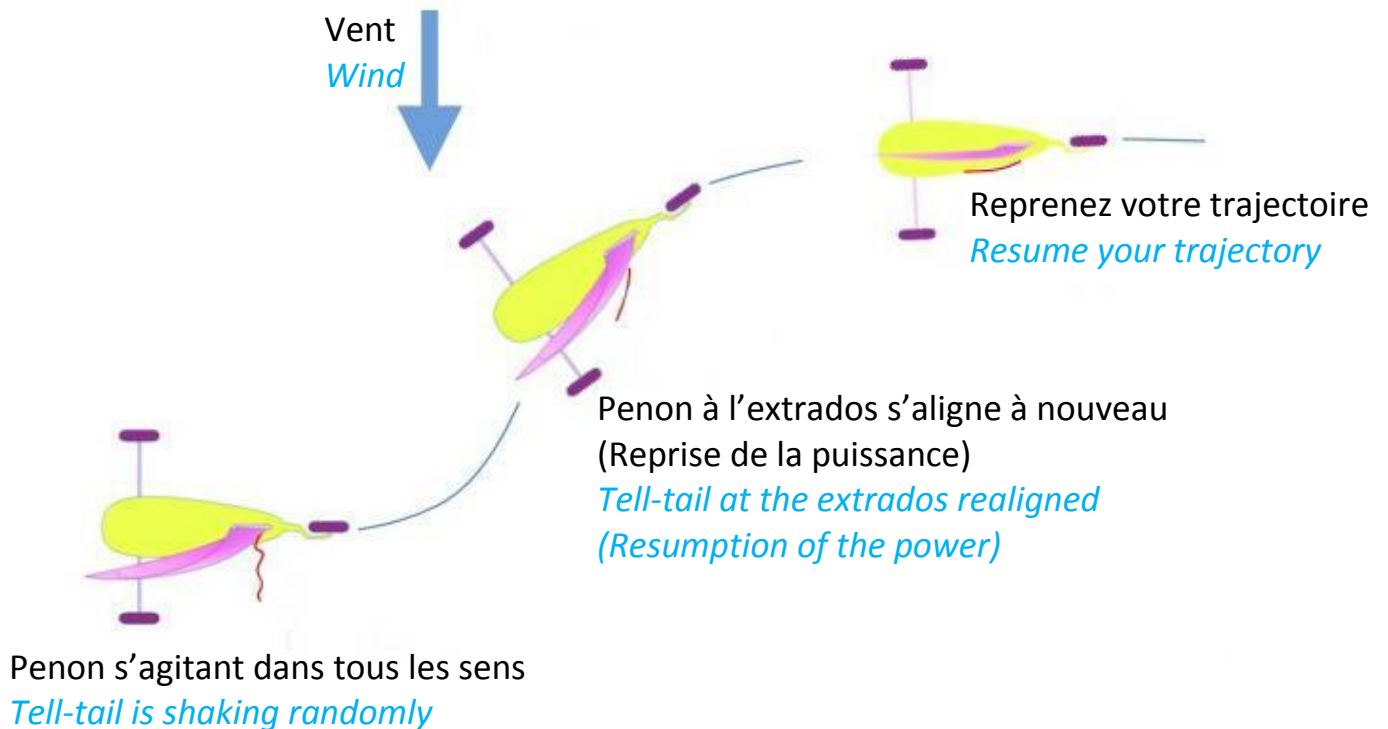 Vent
Wind
Reprenez votre trajectoire
Resume your trajectory
Penon à l’extrados s’aligne à nouveau
(Reprise de la puissance)
Tell-tail at the extrados realigned
(Resumption of the power)
Penon s’agitant dans tous les sens
Tell-tail is shaking randomly